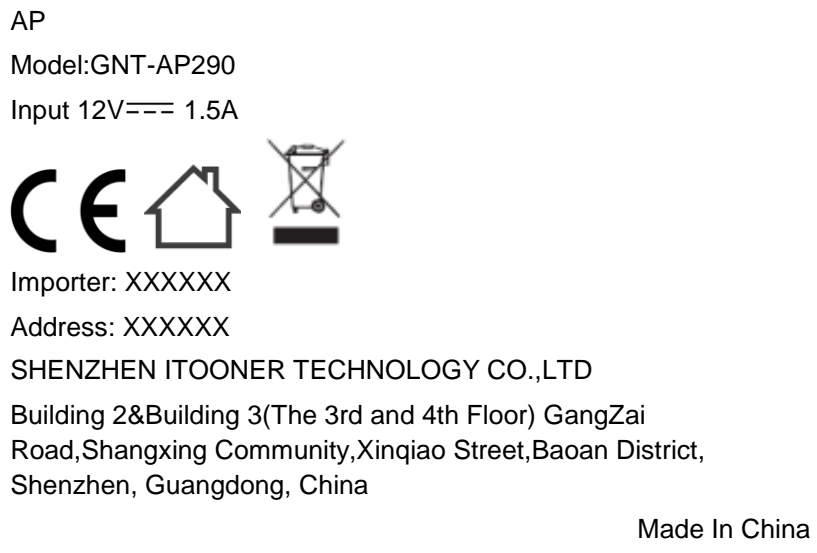 AP
Model:GNT-AP290
Input 12V⎓ 1.5A
CE
Importer: XXXXXX
Address: XXXXXX
SHENZHEN ITOONER TECHNOLOGY CO.,LTD
Building 2&Building 3(The 3rd and 4th Floor) GangZai
Road,Shangxing Community,Xinqiao Street,Baoan District,
Shenzhen, Guangdong, China
Made In China